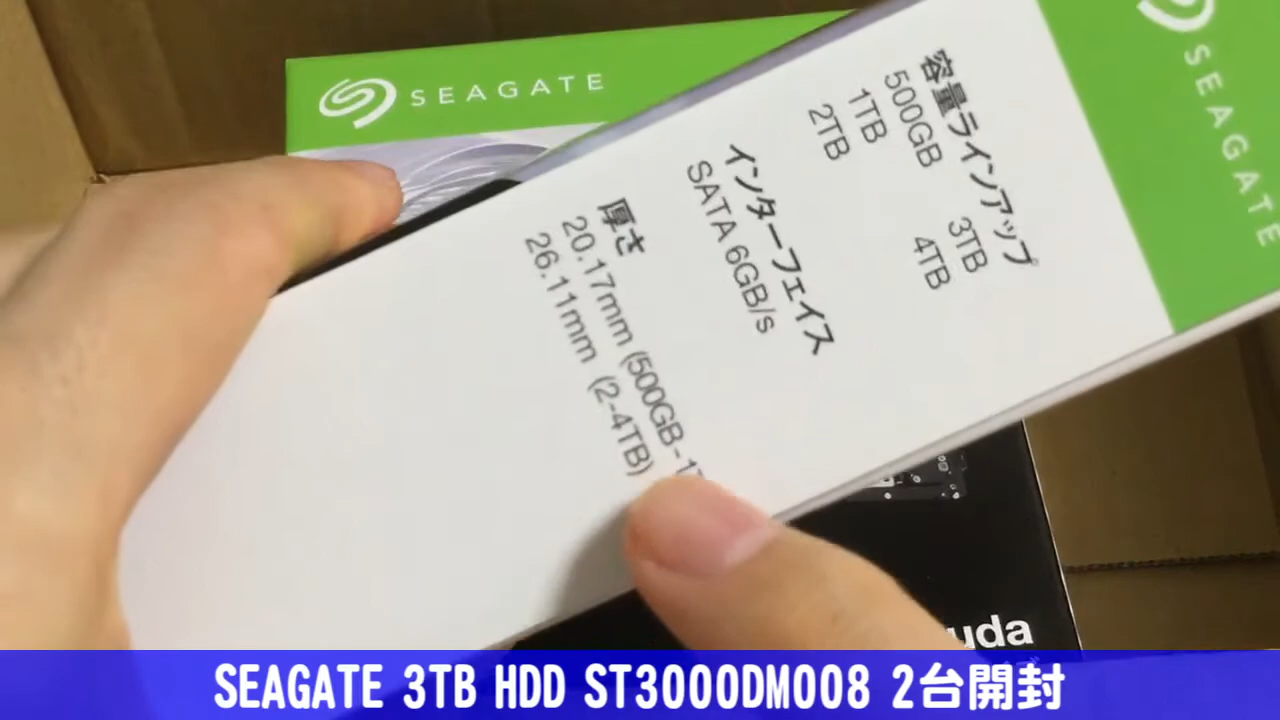 SEAGATE
SEAGATE
容量ラインアップ
500GB 3TB
1TB 4TB
2TB
インターフェイス
SATA 6GB/s
厚さ
20.17mm (500GB-1T
26.11mm (2-4TB)
uda
SEAGATE 3TB HDD ST3000DM008 2台開封